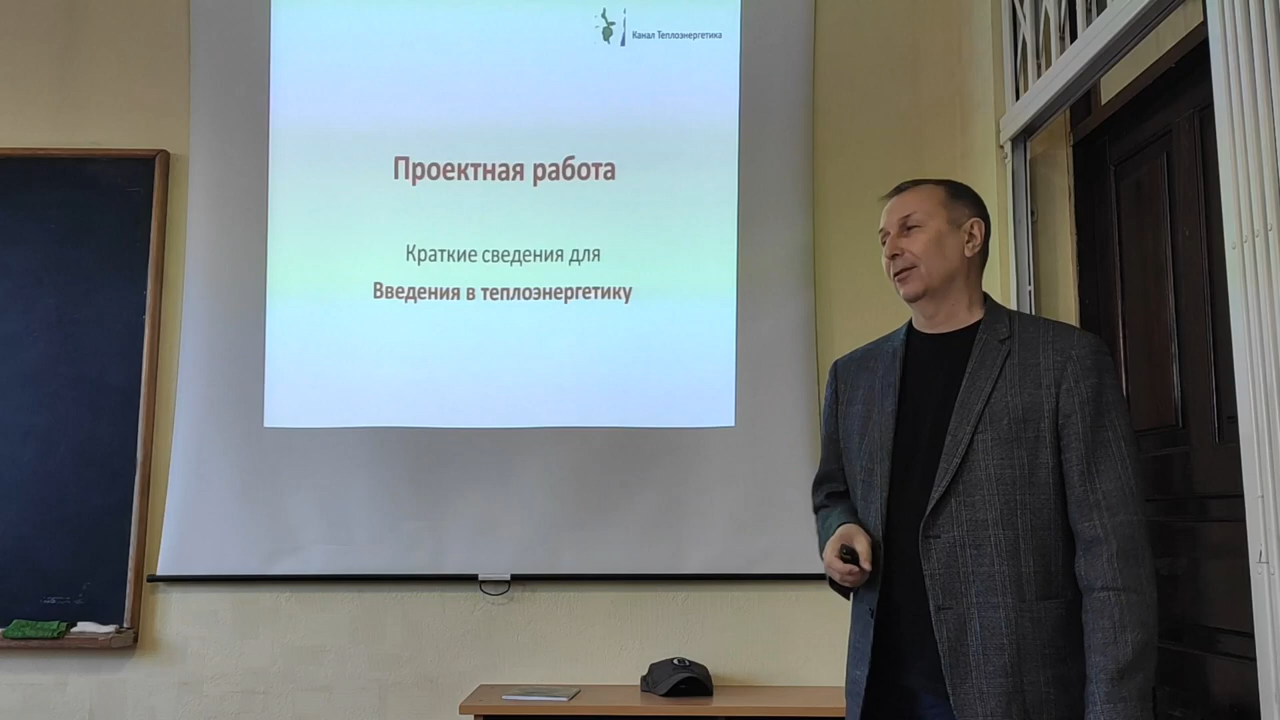 Канал Теплоэнергетика
Проектная работа
Краткие сведения для
Введения в теплоэнергетику